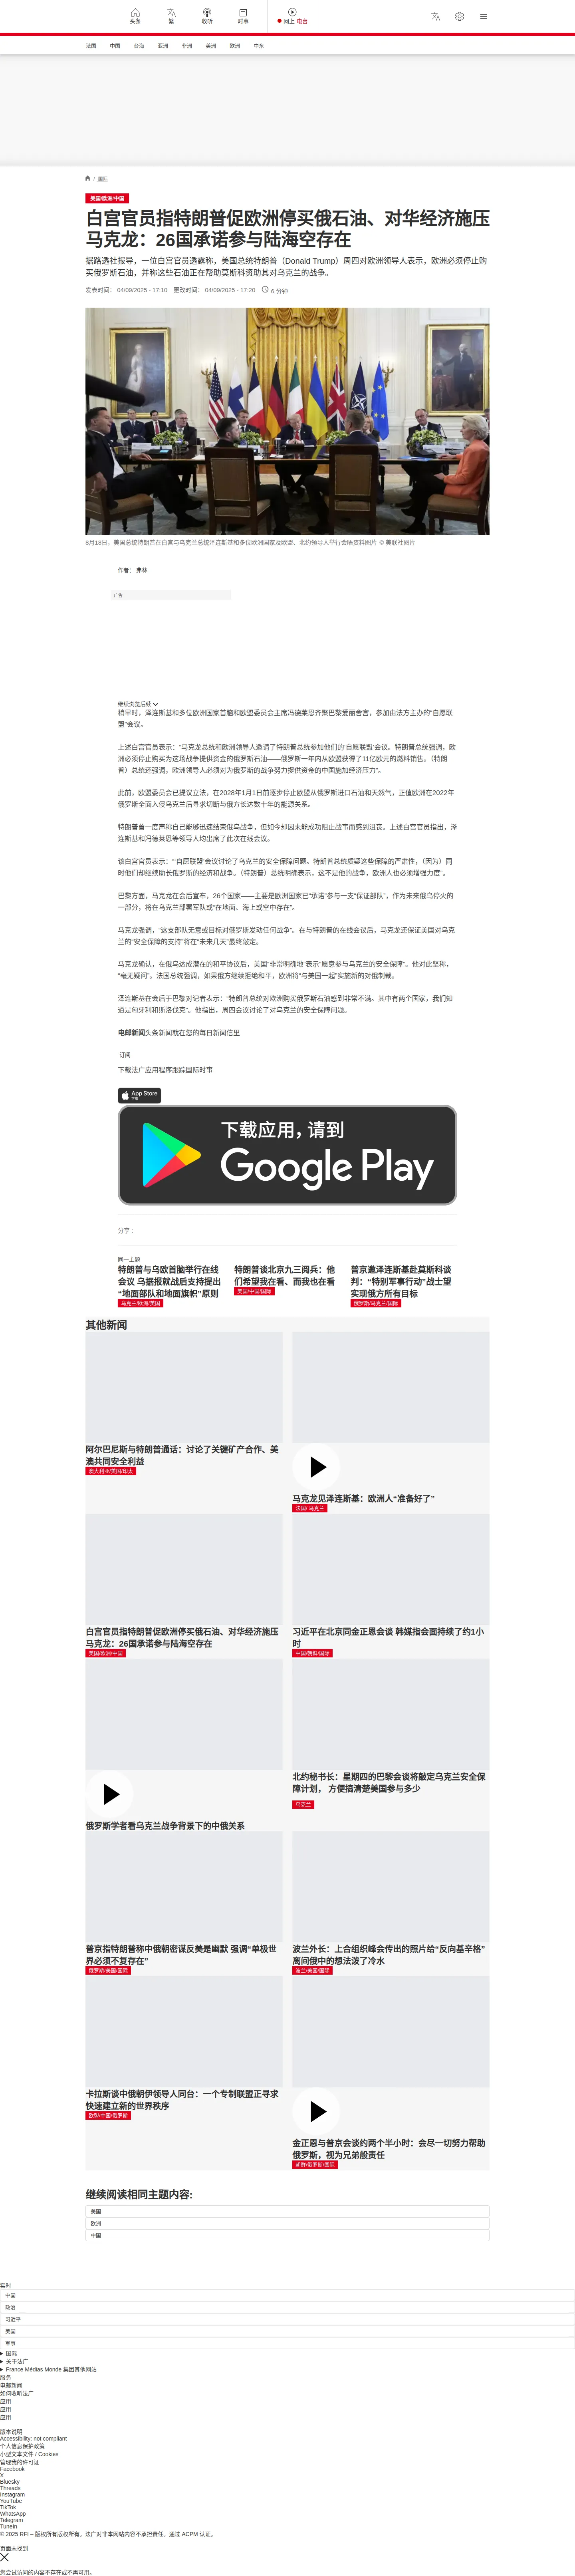 头条
繁
收听
时事
网上 电台
法国
中国
台海
亚洲
非洲
美洲
欧洲
中东
/ 国际
美国/欧洲/中国
白宫官员指特朗普促欧洲停买俄石油、对华经济施压
马克龙：26国承诺参与陆海空存在
据路透社报导，一位白宫官员透露称，美国总统特朗普（Donald Trump）周四对欧洲领导人表示，欧洲必须停止购
买俄罗斯石油，并称这些石油正在帮助莫斯科资助其对乌克兰的战争。
发表时间： 04/09/2025 - 17:10 更改时间： 04/09/2025 - 17:20 6 分钟
8月18日，美国总统特朗普在白宫与乌克兰总统泽连斯基和多位欧洲国家及欧盟、北约领导人举行会晤资料图片 © 美联社图片
作者： 弗林
广告
继续浏览后续
稍早时，泽连斯基和多位欧洲国家首脑和欧盟委员会主席冯德莱恩齐聚巴黎爱丽舍宫，参加由法方主办的“自愿联
盟”会议。
上述白宫官员表示：“马克龙总统和欧洲领导人邀请了特朗普总统参加他们的‘自愿联盟’会议。特朗普总统强调，欧
洲必须停止购买为这场战争提供资金的俄罗斯石油——俄罗斯一年内从欧盟获得了11亿欧元的燃料销售。（特朗
普）总统还强调，欧洲领导人必须对为俄罗斯的战争努力提供资金的中国施加经济压力”。
此前，欧盟委员会已提议立法，在2028年1月1日前逐步停止欧盟从俄罗斯进口石油和天然气，正值欧洲在2022年
俄罗斯全面入侵乌克兰后寻求切断与俄方长达数十年的能源关系。
特朗普曾一度声称自己能够迅速结束俄乌战争，但如今却因未能成功阻止战事而感到沮丧。上述白宫官员指出，泽
连斯基和冯德莱恩等领导人均出席了此次在线会议。
该白宫官员表示：“‘自愿联盟’会议讨论了乌克兰的安全保障问题。特朗普总统质疑这些保障的严肃性，（因为）同
时他们却继续助长俄罗斯的经济和战争。（特朗普）总统明确表示，这不是他的战争，欧洲人也必须增强力度”。
巴黎方面，马克龙在会后宣布，26个国家——主要是欧洲国家已“承诺”参与一支“保证部队”，作为未来俄乌停火的
一部分，将在乌克兰部署军队或“在地面、海上或空中存在”。
马克龙强调，“这支部队无意或目标对俄罗斯发动任何战争”。在与特朗普的在线会议后，马克龙还保证美国对乌克
兰的“安全保障的支持”将在“未来几天”最终敲定。
马克龙确认，在俄乌达成潜在的和平协议后，美国“非常明确地”表示“愿意参与乌克兰的安全保障”。他对此坚称，
“毫无疑问”。法国总统强调，如果俄方继续拒绝和平，欧洲将“与美国一起”实施新的对俄制裁。
泽连斯基在会后于巴黎对记者表示：“特朗普总统对欧洲购买俄罗斯石油感到非常不满。其中有两个国家，我们知
道是匈牙利和斯洛伐克”。他指出，周四会议讨论了对乌克兰的安全保障问题。
电邮新闻头条新闻就在您的每日新闻信里
订阅
下载法广应用程序跟踪国际时事
App Store
下载应用，请到
Google Play
分享 :
同一主题
特朗普与乌欧首脑举行在线
会议 乌据报就战后支持提出
“地面部队和地面旗帜”原则
乌克兰/欧洲/美国
特朗普谈北京九三阅兵：他
们希望我在看、而我也在看
美国/中国/国际
普京邀泽连斯基赴莫斯科谈
判：“特别军事行动”战士望
实现俄方所有目标
俄罗斯/乌克兰/国际
其他新闻
阿尔巴尼斯与特朗普通话：讨论了关键矿产合作、美
澳共同安全利益
澳大利亚/美国/印太
马克龙见泽连斯基：欧洲人“准备好了”
法国/ 乌克兰
白宫官员指特朗普促欧洲停买俄石油、对华经济施压
马克龙：26国承诺参与陆海空存在
美国/欧洲/中国
习近平在北京同金正恩会谈 韩媒指会面持续了约1小
时
中国/朝鲜/国际
俄罗斯学者看乌克兰战争背景下的中俄关系
北约秘书长：星期四的巴黎会谈将敲定乌克兰安全保
障计划， 方便搞清楚美国参与多少
乌克兰
普京指特朗普称中俄朝密谋反美是幽默 强调“单极世
界必须不复存在”
俄罗斯/美国/国际
波兰外长：上合组织峰会传出的照片给“反向基辛格”
离间俄中的想法泼了冷水
波兰/美国/国际
卡拉斯谈中俄朝伊领导人同台：一个专制联盟正寻求
快速建立新的世界秩序
欧盟/中国/俄罗斯
金正恩与普京会谈约两个半小时：会尽一切努力帮助
俄罗斯，视为兄弟般责任
朝鲜/俄罗斯/国际
继续阅读相同主题内容:
美国
欧洲
中国
实时
中国
政治
习近平
美国
军事
国际
关于法广
France Médias Monde 集团其他网站
服务
电邮新闻
如何收听法广
应用
应用
应用
版本说明
Accessibility: not compliant
个人信息保护政策
小型文本文件 / Cookies
管理我的许可证
Facebook
X
Bluesky
Threads
Instagram
YouTube
TikTok
WhatsApp
Telegram
TuneIn
© 2025 RFI – 版权所有版权所有。法广对非本网站内容不承担责任。通过 ACPM 认证。
页面未找到
您尝试访问的内容不存在或不再可用。